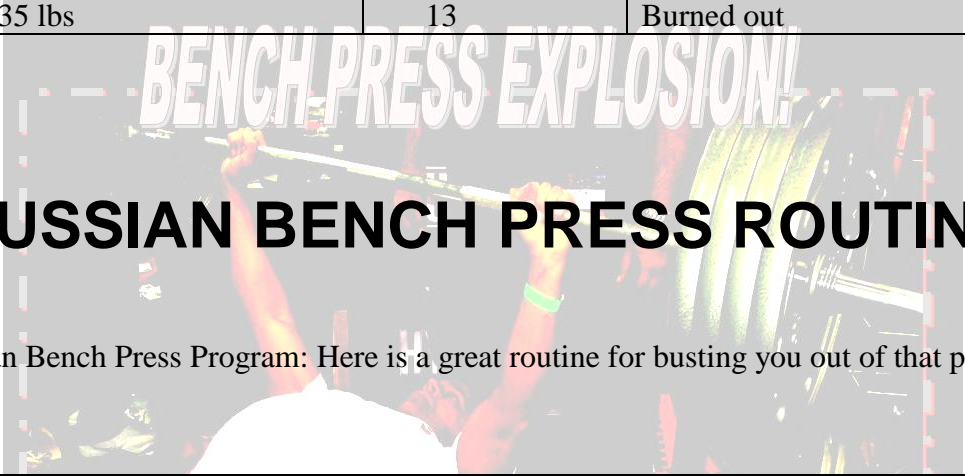 35 lbs 13 Burned out
BENCH PRESS EXPLOSION!
USSIAN BENCH PRESS ROUTIN
n Bench Press Program: Here is a great routine for busting you out of that p